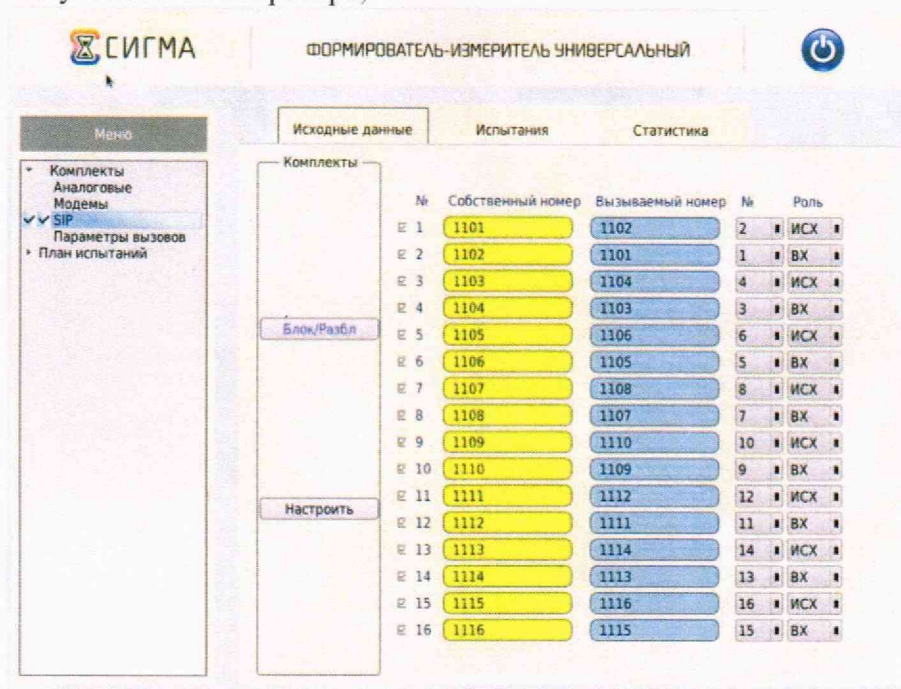 СИГМА
ФОРМИРОВАТЕЛЬ-ИЗМЕРИТЕЛЬ УНИВЕРСАЛЬНЫЙ
Меню
Комплекты
Аналоговые
Модемы
SIP
Параметры вызовов
План испытаний
Исходные данные Испытания Статистика
Комплекты
Блок/Разбл
Настроить
№ Собственный номер Вызываемый номер № Роль
1 1101 1102 2 ИСХ
2 1102 1101 1 ВХ
3 1103 1104 4 ИСХ
4 1104 1103 3 ВХ
5 1105 1106 6 ИСХ
6 1106 1105 5 ВХ
7 1107 1108 8 ИСХ
8 1108 1107 7 ВХ
9 1109 1110 10 ИСХ
10 1110 1109 9 ВХ
11 1111 1112 12 ИСХ
12 1112 1111 11 ВХ
13 1113 1114 14 ИСХ
14 1114 1113 13 ВХ
15 1115 1116 16 ИСХ
16 1116 1115 15 ВХ